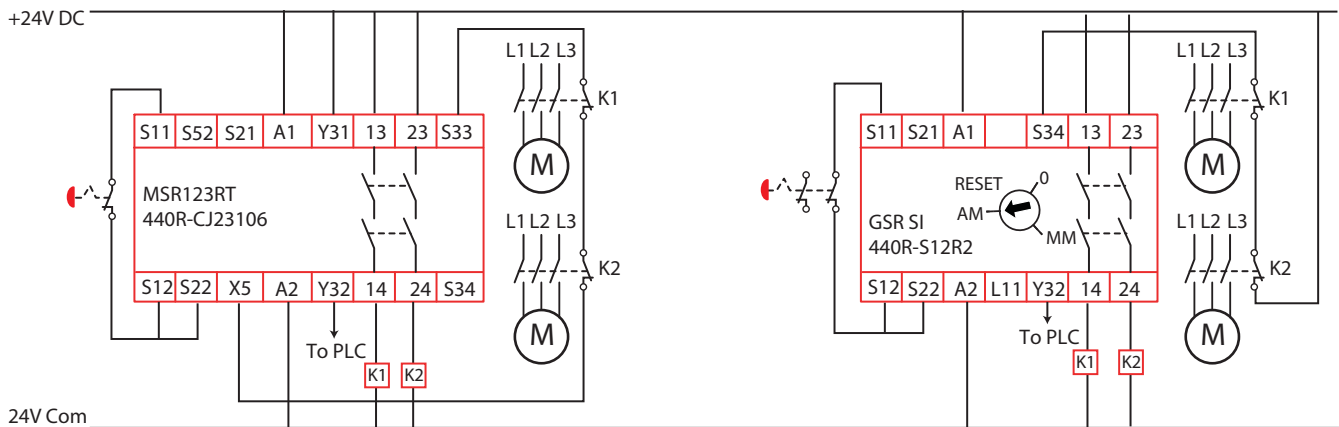 +24V DC
L1 L2 L3
K1
S11 S52 S21 A1 Y31 13 23 S33
M
MSR123RT
440R-CJ23106
L1 L2 L3
K2
S12 S22 X5 A2 Y32 14 24 S34
M
To PLC
K1 K2
24V Com
L1 L2 L3
K1
S11 S21 A1 S34 13 23
M
RESET 0
AM
MM
GSR SI
440R-S12R2
L1 L2 L3
K2
S12 S22 A2 L11 Y32 14 24
M
To PLC
K1 K2